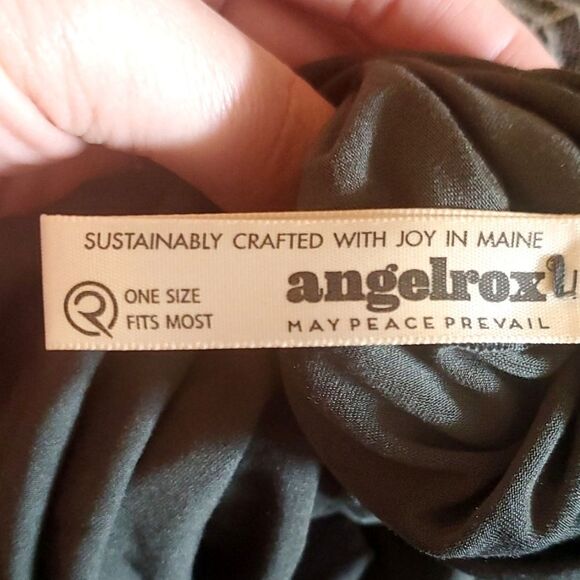 SUSTAINABLY CRAFTED WITH JOY IN MAINE
ONE SIZE
FITS MOST
angelrox
MAY PEACE PREVAIL